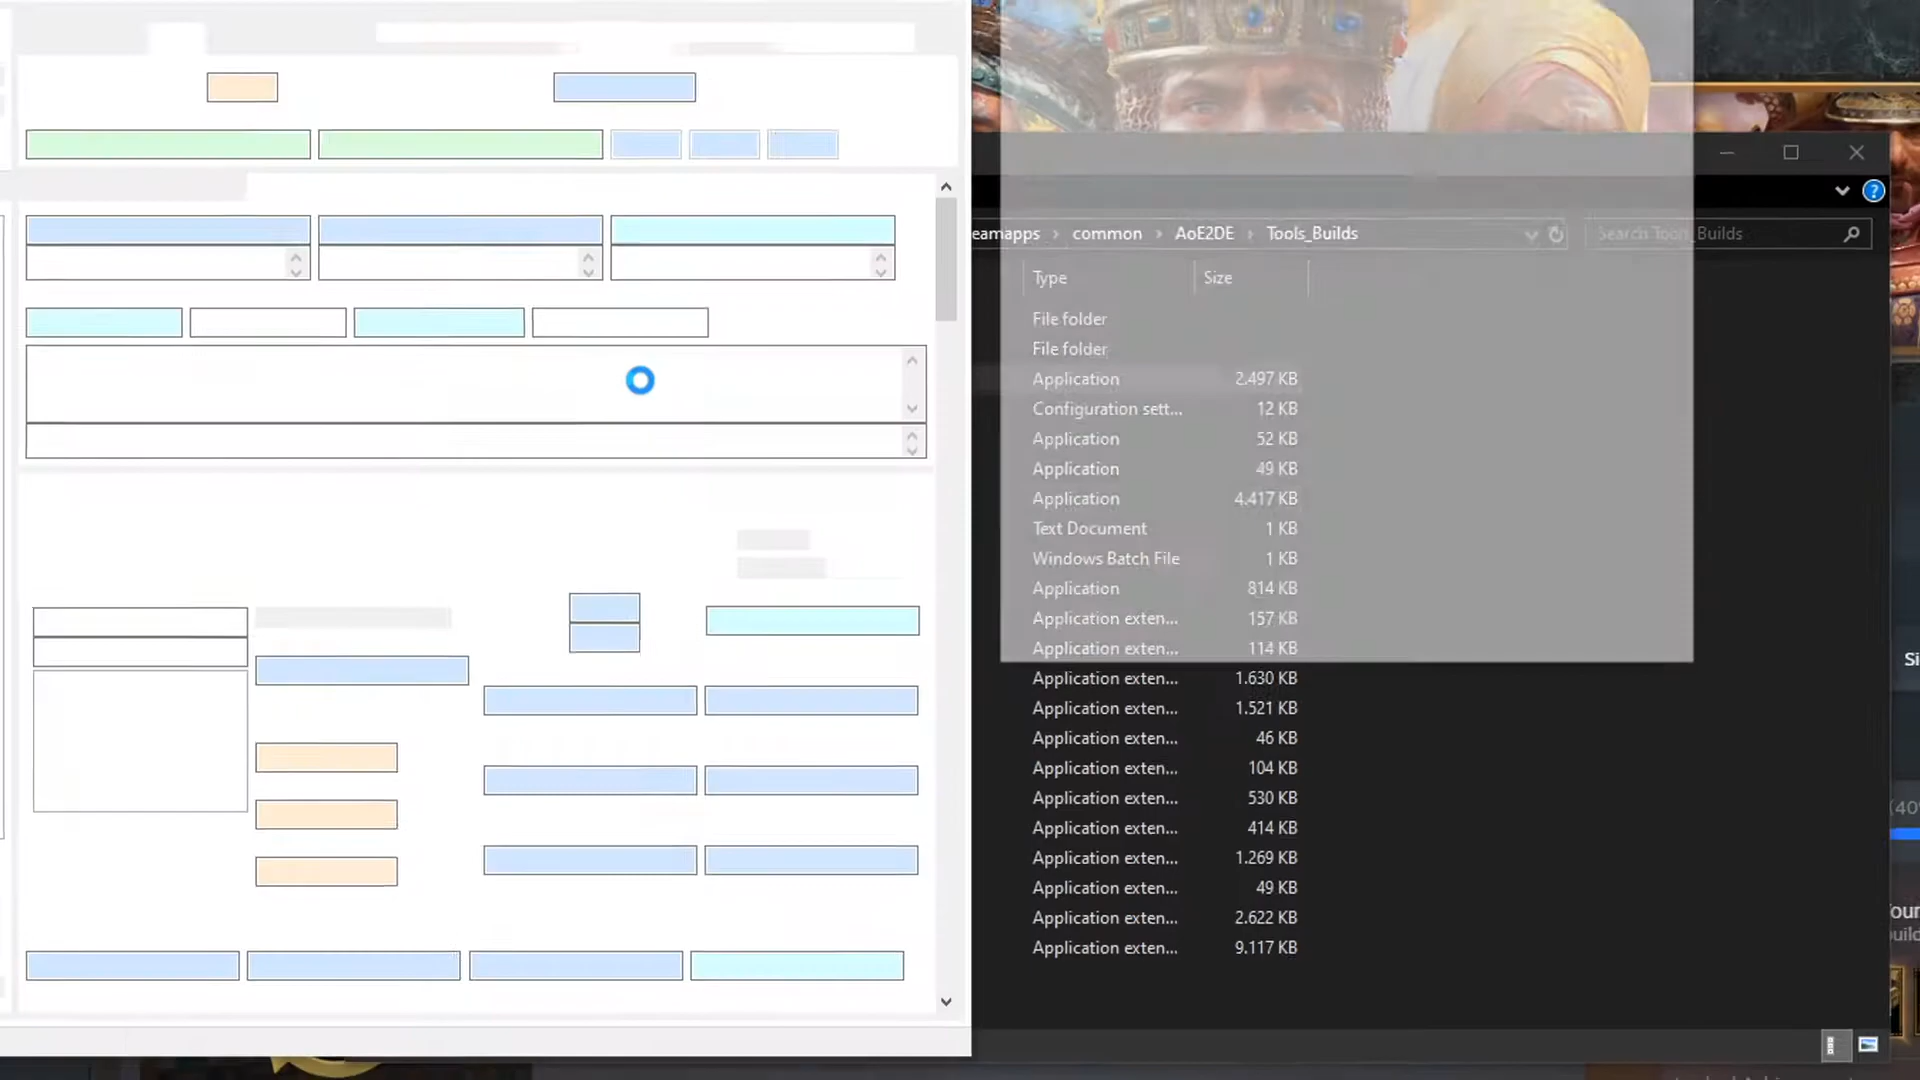 eamapps > common > AoE2DE > Tools_Builds
Search
Type Size
File folder
File folder
Application 2.497 KB
Configuration sett... 12 KB
Application 52 KB
Application 49 KB
Application 4.417 KB
Text Document 1 KB
Windows Batch File 1 KB
Application 814 KB
Application exten... 157 KB
Application exten... 114 KB
Application exten... 1.630 KB
Application exten... 1.521 KB
Application exten... 46 KB
Application exten... 104 KB
Application exten... 530 KB
Application exten... 414 KB
Application exten... 1.269 KB
Application exten... 49 KB
Application exten... 2.622 KB
Application exten... 9.117 KB
Si
(40